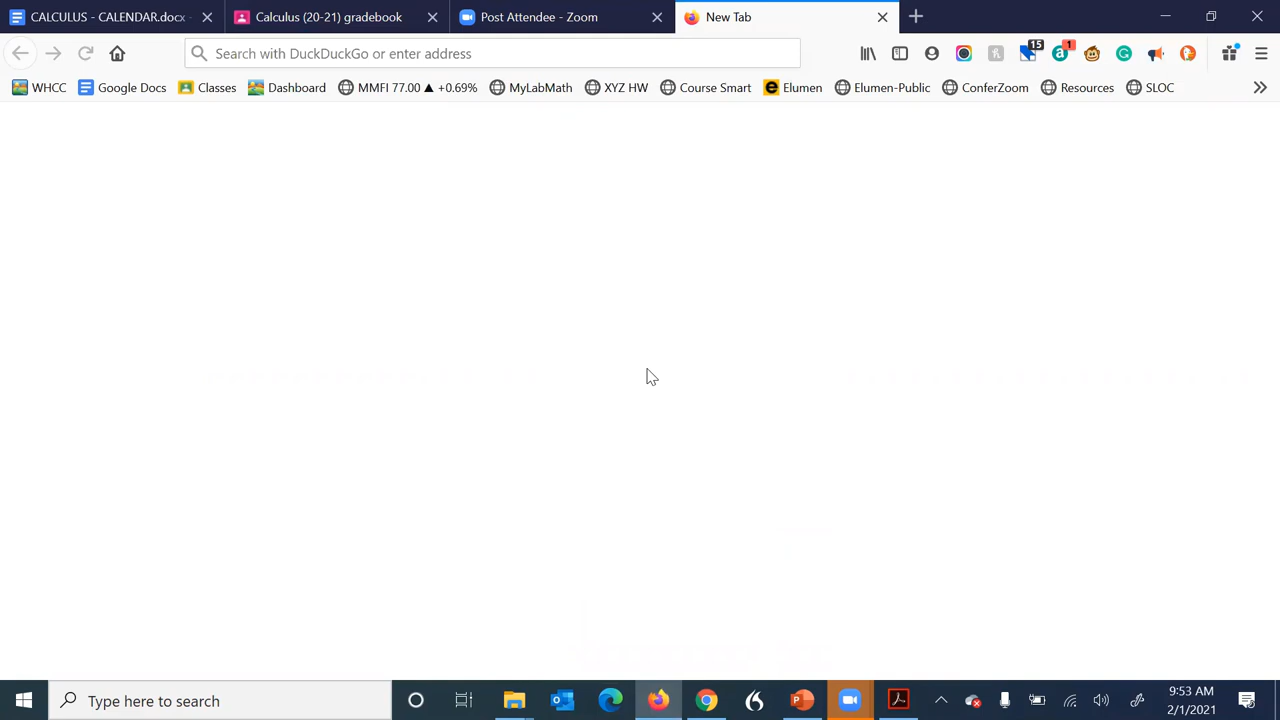 CALCULUS - CALENDAR.docx
Calculus (20-21) gradebook
Post Attendee - Zoom
New Tab
Search with DuckDuckGo or enter address
15
1
WHCC
Google Docs
Classes
Dashboard
MMFI 77.00 ▲ +0.69%
MyLabMath
XYZ HW
Course Smart
Elumen
Elumen-Public
ConferZoom
Resources
SLOC
Type here to search
9:53 AM
2/1/2021